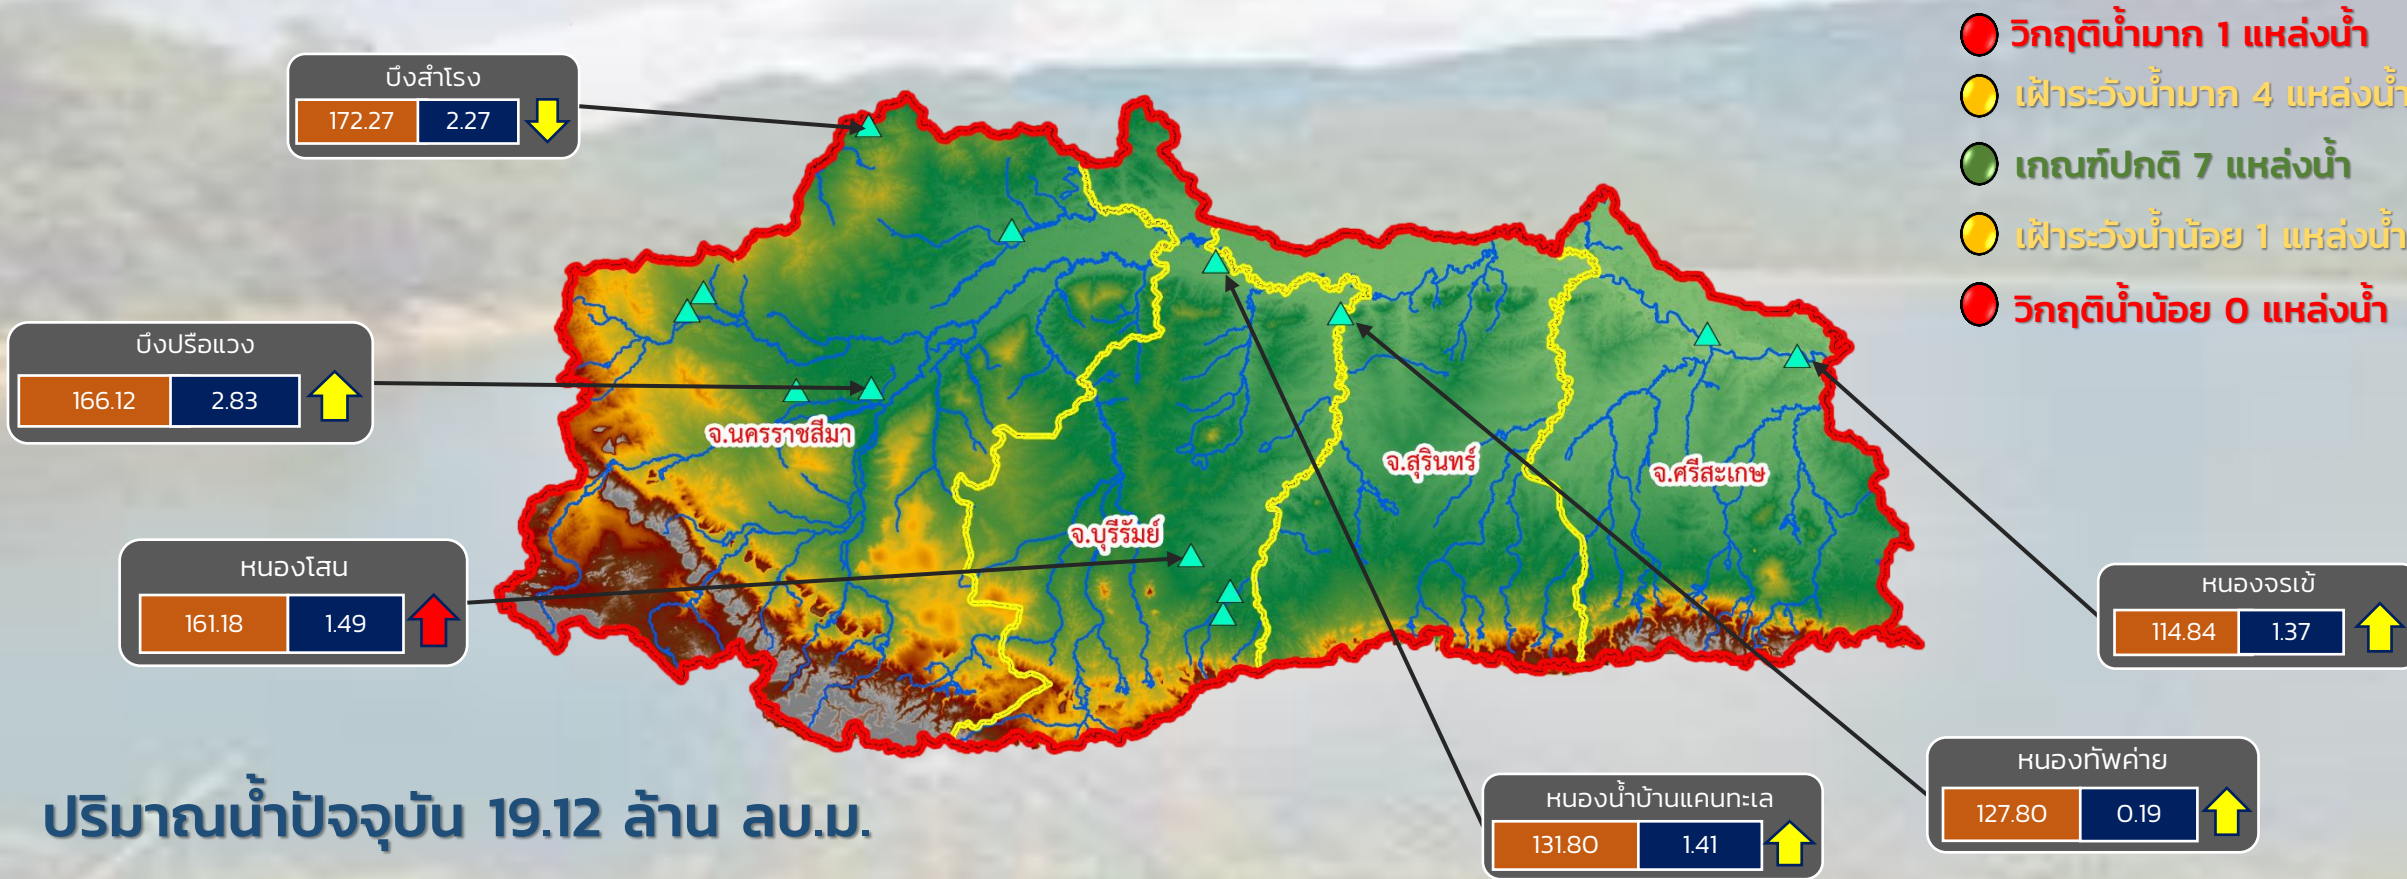 วิกฤติน้ำมาก 1 แหล่งน้ำ
เฝ้าระวังน้ำมาก 4 แหล่งน้ำ
เกณฑ์ปกติ 7 แหล่งน้ำ
เฝ้าระวังน้ำน้อย 1 แหล่งน้ำ
วิกฤติน้ำน้อย 0 แหล่งน้ำ
บึงสำโรง
172.27 2.27
บึงปรือแวง
166.12 2.83
จ.นครราชสีมา
จ.สุรินทร์
จ.ศรีสะเกษ
จ.บุรีรัมย์
หนองโสน
161.18 1.49
หนองจรเข้
114.84 1.37
หนองทัพค่าย
127.80 0.19
หนองน้ำบ้านแคนทะเล
131.80 1.41
ปริมาณน้ำปัจจุบัน 19.12 ล้าน ลบ.ม.